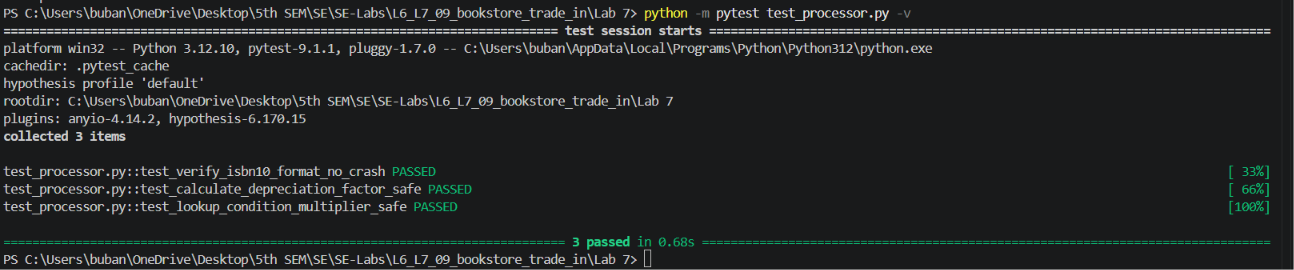 PS C:\Users\buban\OneDrive\Desktop\5th SEM\SE\SE-Labs\L6_L7_09_bookstore_trade_in\Lab 7> python -m pytest test_processor.py -v
============================================================================= test session starts ==============================================================================
platform win32 -- Python 3.12.10, pytest-9.1.1, pluggy-1.7.0 -- C:\Users\buban\AppData\Local\Programs\Python\Python312\python.exe
cachedir: .pytest_cache
hypothesis profile 'default'
rootdir: C:\Users\buban\OneDrive\Desktop\5th SEM\SE\SE-Labs\L6_L7_09_bookstore_trade_in\Lab 7
plugins: anyio-4.14.2, hypothesis-6.170.15
collected 3 items
test_processor.py::test_verify_isbn10_format_no_crash PASSED [ 33%]
test_processor.py::test_calculate_depreciation_factor_safe PASSED [ 66%]
test_processor.py::test_lookup_condition_multiplier_safe PASSED [100%]
============================================================================== 3 passed in 0.68s ===============================================================================
PS C:\Users\buban\OneDrive\Desktop\5th SEM\SE\SE-Labs\L6_L7_09_bookstore_trade_in\Lab 7>